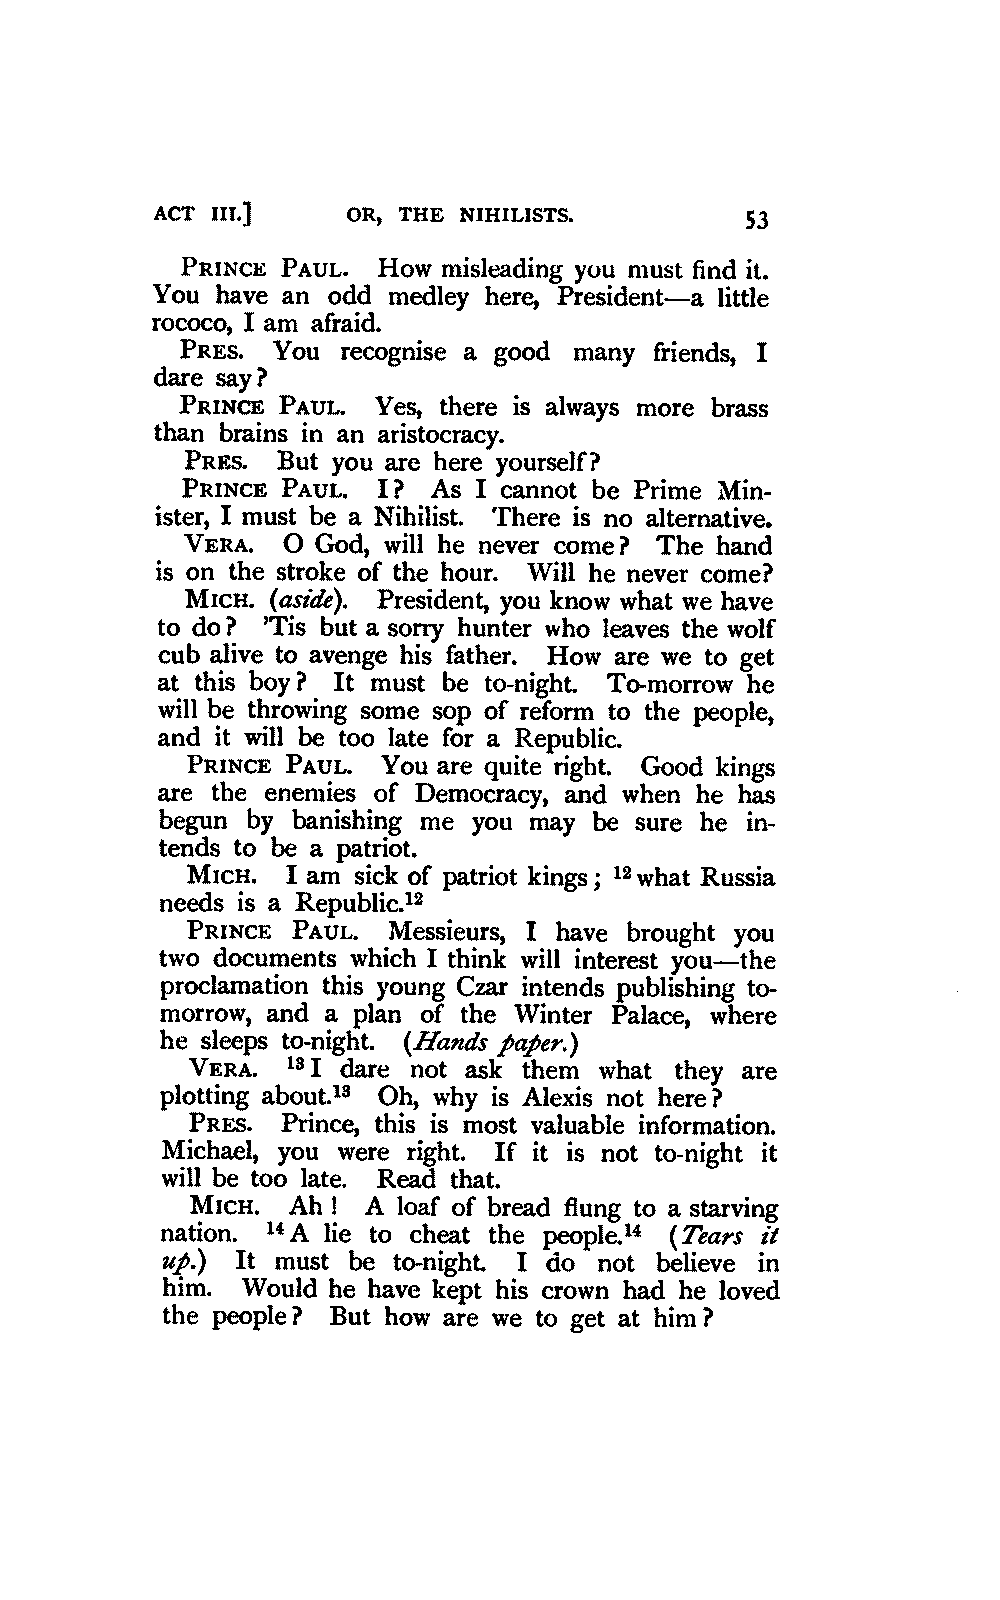 ACT III.] OR, THE NIHILISTS. 53
PRINCE PAUL. How misleading you must find it.
You have an odd medley here, President—a little
rococo, I am afraid.
PRES. You recognise a good many friends, I
dare say?
PRINCE PAUL. Yes, there is always more brass
than brains in an aristocracy.
PRES. But you are here yourself?
PRINCE PAUL. I? As I cannot be Prime Min-
ister, I must be a Nihilist. There is no alternative.
VERA. O God, will he never come? The hand
is on the stroke of the hour. Will he never come?
MICH. (aside). President, you know what we have
to do? 'Tis but a sorry hunter who leaves the wolf
cub alive to avenge his father. How are we to get
at this boy? It must be to-night. To-morrow he
will be throwing some sop of reform to the people,
and it will be too late for a Republic.
PRINCE PAUL. You are quite right. Good kings
are the enemies of Democracy, and when he has
begun by banishing me you may be sure he in-
tends to be a patriot.
MICH. I am sick of patriot kings; ¹²what Russia
needs is a Republic.¹²
PRINCE PAUL. Messieurs, I have brought you
two documents which I think will interest you—the
proclamation this young Czar intends publishing to-
morrow, and a plan of the Winter Palace, where
he sleeps to-night. (Hands paper.)
VERA. ¹³I dare not ask them what they are
plotting about.¹³ Oh, why is Alexis not here?
PRES. Prince, this is most valuable information.
Michael, you were right. If it is not to-night it
will be too late. Read that.
MICH. Ah! A loaf of bread flung to a starving
nation. ¹⁴A lie to cheat the people.¹⁴ (Tears it
up.) It must be to-night. I do not believe in
him. Would he have kept his crown had he loved
the people? But how are we to get at him?